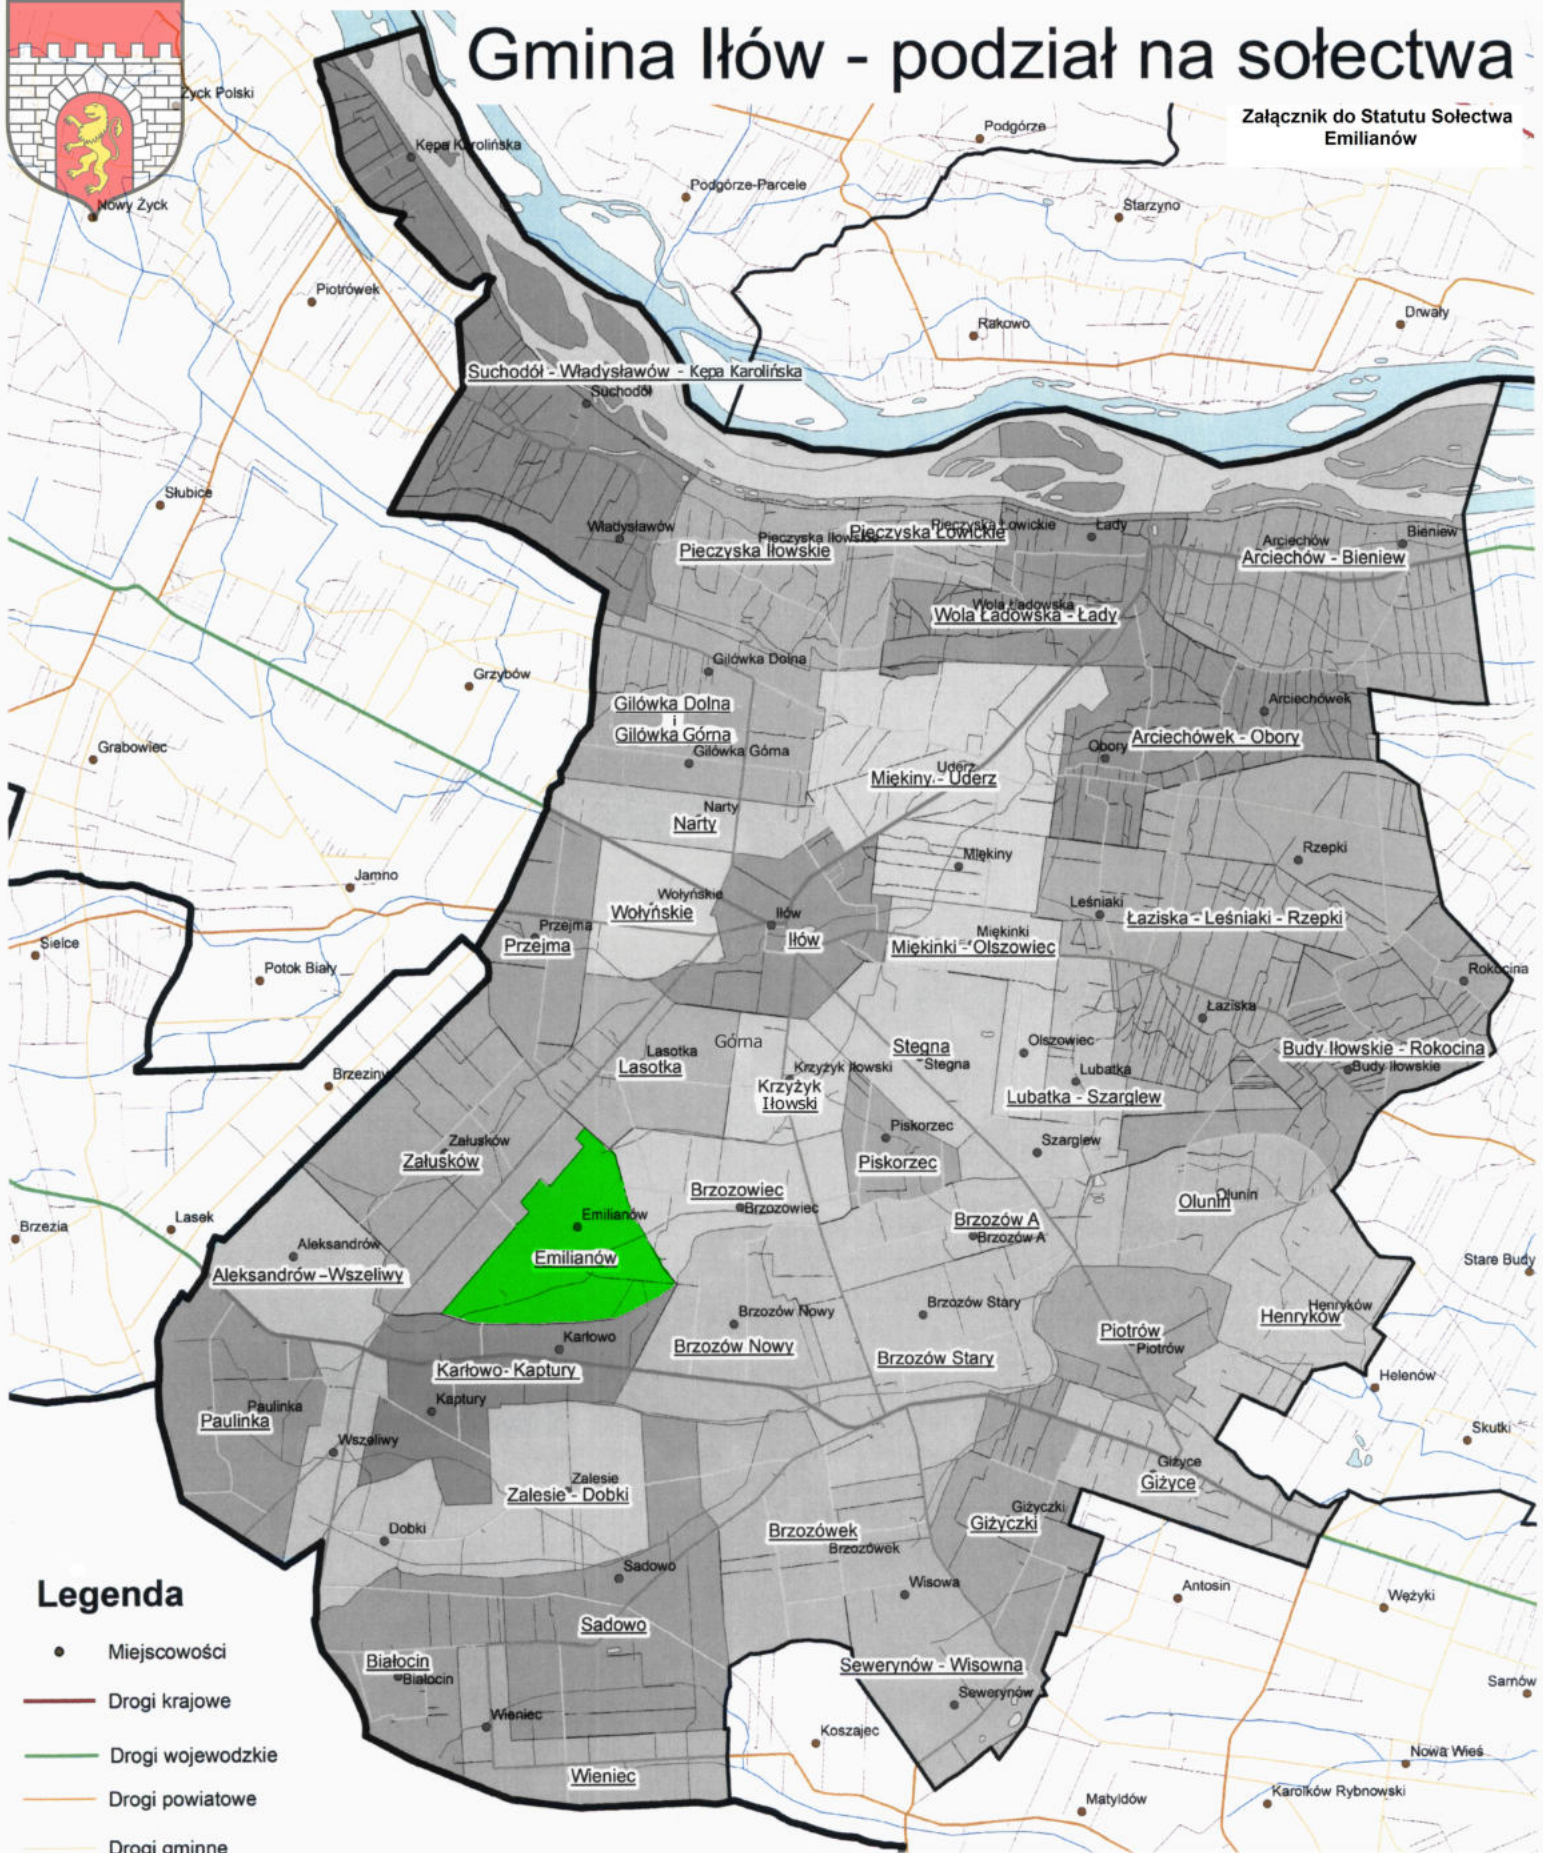 Gmina Iłów - podział na sołectwa
Załącznik do Statutu Sołectwa
Emilianów
Życk Polski
Nowy Życk
Kępa Karolińska
Podgórze
Podgórze-Parcele
Starzyno
Piotrówek
Rakowo
Drwały
Suchodół - Władysławów - Kępa Karolińska
Suchodół
Słubice
Władysławów
Pieczyska Iłowskie
Pieczyska Iłowskie
Pieczyska Łowickie
Pieczyska Łowickie
Łady
Arciechów
Bieniew
Arciechów - Bieniew
Wola Ładowska
Wola Ładowska - Łady
Gilówka Dolna
Grzybów
Gilówka Dolna
i
Gilówka Górna
Gilówka Górna
Arciechówek
Arciechówek - Obory
Obory
Grabowiec
Uderz
Miękiny - Uderz
Narty
Narty
Miękiny
Rzepki
Jamno
Wołyńskie
Wołyńskie
Iłów
Iłów
Leśniaki
Łaziska - Leśniaki - Rzepki
Przejma
Przejma
Miękinki
Miękinki - Olszowiec
Sielce
Potok Biały
Rokocina
Łaziska
Górna
Lasotka
Lasotka
Stegna
Stegna
Olszowiec
Budy Iłowskie - Rokocina
Budy Iłowskie
Krzyżyk Iłowski
Krzyżyk
Iłowski
Lubatka
Lubatka - Szarglew
Brzeziny
Piskorzec
Piskorzec
Szarglew
Załusków
Załusków
Brzozowiec
Brzozowiec
Olunin
Olunin
Emilianów
Emilianów
Brzozów A
Brzozów A
Lasek
Brzezia
Aleksandrów
Aleksandrów - Wszeliwy
Stare Budy
Brzozów Nowy
Brzozów Nowy
Brzozów Stary
Brzozów Stary
Henryków
Henryków
Piotrów
Piotrów
Karłowo
Karłowo- Kaptury
Kaptury
Helenów
Paulinka
Paulinka
Wszeliwy
Skutki
Giżyce
Giżyce
Zalesie
Zalesie - Dobki
Dobki
Giżyczki
Giżyczki
Brzozówek
Brzozówek
Sadowo
Sadowo
Wisowa
Antosin
Wężyki
Białocin
Białocin
Sewerynów - Wisowna
Sewerynów
Sarnów
Wieniec
Wieniec
Koszajec
Nowa Wieś
Matyldów
Karolków Rybnowski
Legenda
Miejscowości
Drogi krajowe
Drogi wojewodzkie
Drogi powiatowe
Drogi gminne